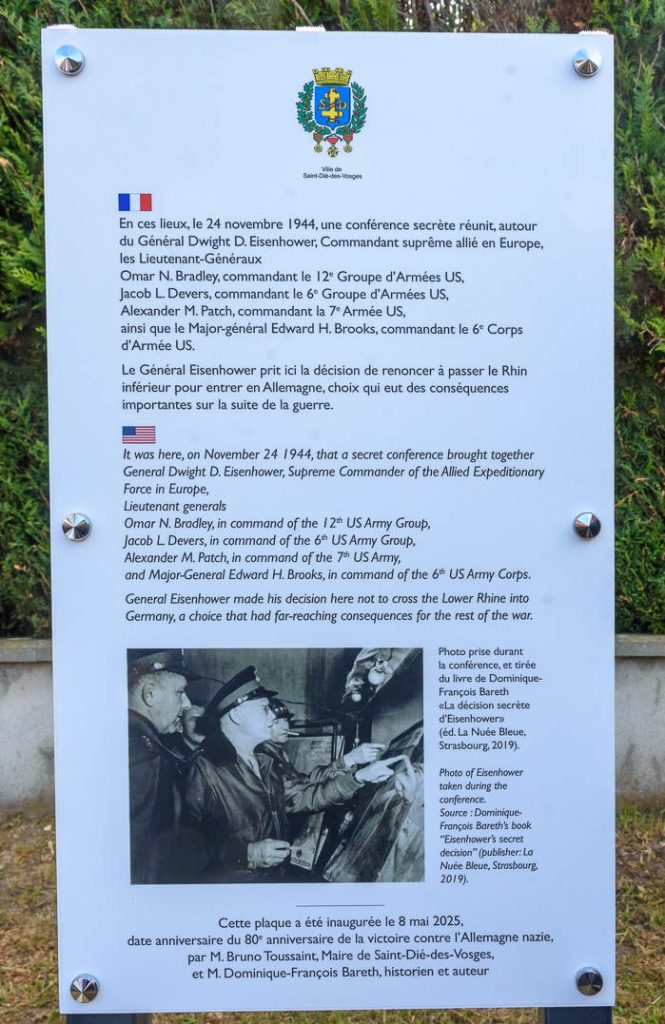 S D
Ville de
Saint-Dié-des-Vosges
En ces lieux, le 24 novembre 1944, une conférence secrète réunit, autour
du Général Dwight D. Eisenhower, Commandant suprême allié en Europe,
les Lieutenant-Généraux
Omar N. Bradley, commandant le 12e Groupe d'Armées US,
Jacob L. Devers, commandant le 6e Groupe d'Armées US,
Alexander M. Patch, commandant la 7e Armée US,
ainsi que le Major-général Edward H. Brooks, commandant le 6e Corps
d'Armée US.
Le Général Eisenhower prit ici la décision de renoncer à passer le Rhin
inférieur pour entrer en Allemagne, choix qui eut des conséquences
importantes sur la suite de la guerre.
It was here, on November 24 1944, that a secret conference brought together
General Dwight D. Eisenhower, Supreme Commander of the Allied Expeditionary
Force in Europe,
Lieutenant generals
Omar N. Bradley, in command of the 12th US Army Group,
Jacob L. Devers, in command of the 6th US Army Group,
Alexander M. Patch, in command of the 7th US Army,
and Major-General Edward H. Brooks, in command of the 6th US Army Corps.
General Eisenhower made his decision here not to cross the Lower Rhine into
Germany, a choice that had far-reaching consequences for the rest of the war.
Photo prise durant
la conférence, et tirée
du livre de Dominique-
François Bareth
«La décision secrète
d'Eisenhower»
(éd. La Nuée Bleue,
Strasbourg, 2019).
Photo of Eisenhower
taken during the
conference.
Source : Dominique-
François Bareth's book
"Eisenhower's secret
decision" (publisher: La
Nuée Bleue, Strasbourg,
2019).
Cette plaque a été inaugurée le 8 mai 2025,
date anniversaire du 80e anniversaire de la victoire contre l'Allemagne nazie,
par M. Bruno Toussaint, Maire de Saint-Dié-des-Vosges,
et M. Dominique-François Bareth, historien et auteur